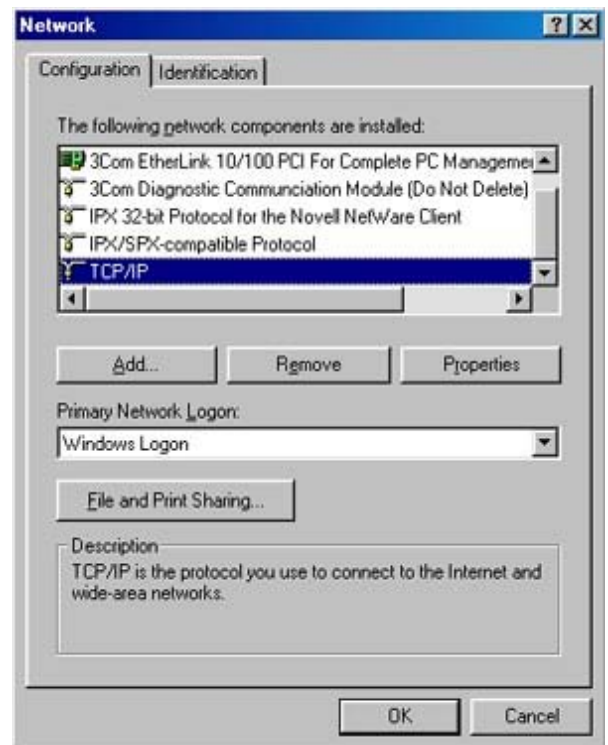 Network
Configuration Identification
The following network components are installed:
3Com EtherLink 10/100 PCI For Complete PC Managemer
3Com Diagnostic Communciation Module (Do Not Delete)
IPX 32-bit Protocol for the Novell NetWare Client
IPX/SPX-compatible Protocol
TCP/IP
Add... Remove Properties
Primary Network Logon:
Windows Logon
File and Print Sharing...
Description
TCP/IP is the protocol you use to connect to the Internet and
wide-area networks.
OK Cancel